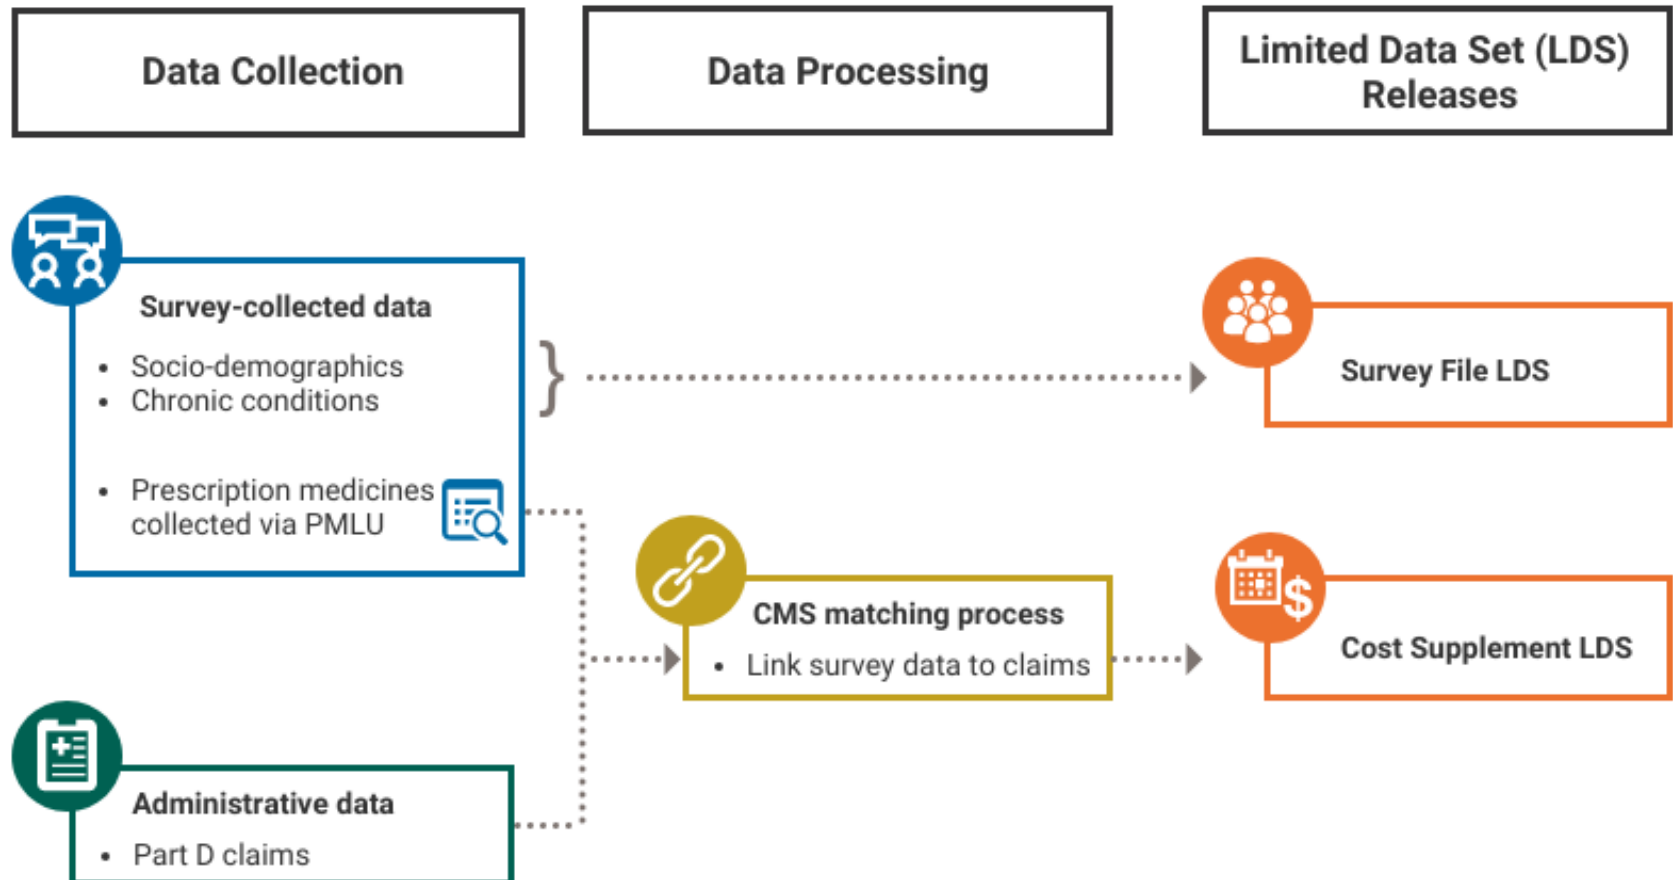 Data Collection
Data Processing
Limited Data Set (LDS)
Releases
Survey-collected data
• Socio-demographics
• Chronic conditions
• Prescription medicines
collected via PMLU
Survey File LDS
CMS matching process
• Link survey data to claims
Cost Supplement LDS
Administrative data
• Part D claims